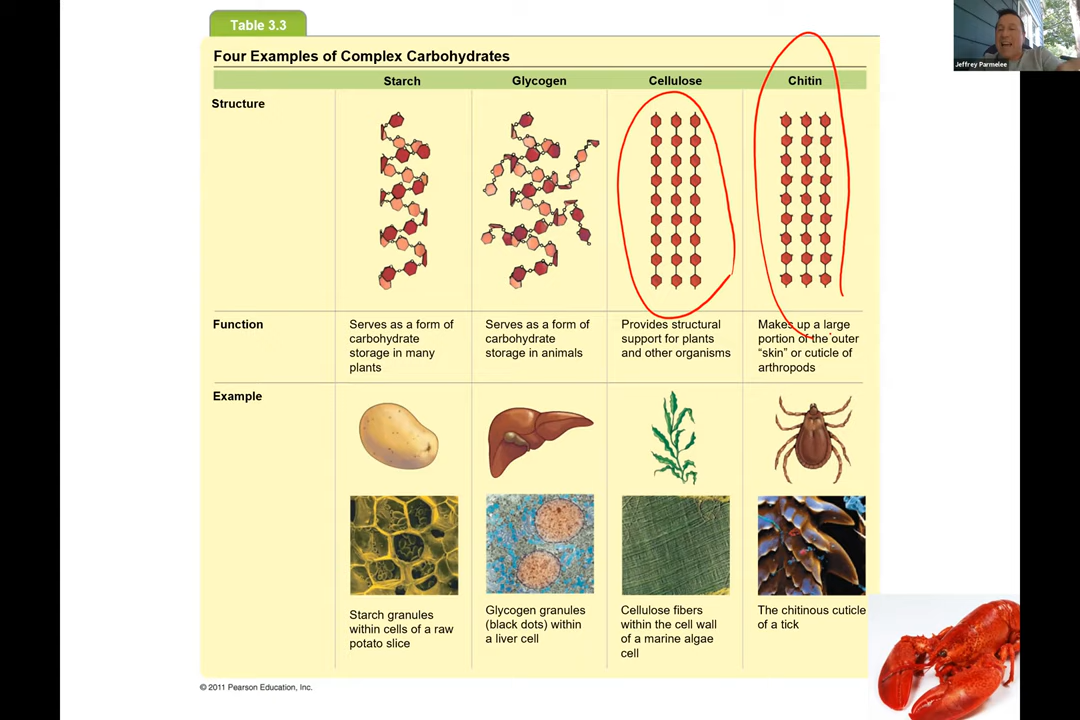 Table 3.3
Jeffrey Parmelee
Four Examples of Complex Carbohydrates
Starch Glycogen Cellulose Chitin
Structure
Function
Serves as a form of
carbohydrate
storage in many
plants
Serves as a form of
carbohydrate
storage in animals
Provides structural
support for plants
and other organisms
Makes up a large
portion of the outer
“skin” or cuticle of
arthropods
Example
Starch granules
within cells of a raw
potato slice
Glycogen granules
(black dots) within
a liver cell
Cellulose fibers
within the cell wall
of a marine algae
cell
The chitinous cuticle
of a tick
© 2011 Pearson Education, Inc.